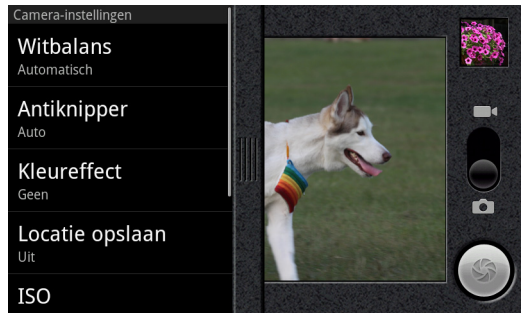 Camera-instellingen
Witbalans
Automatisch
Antiknipper
Auto
Kleureffect
Geen
Locatie opslaan
Uit
ISO